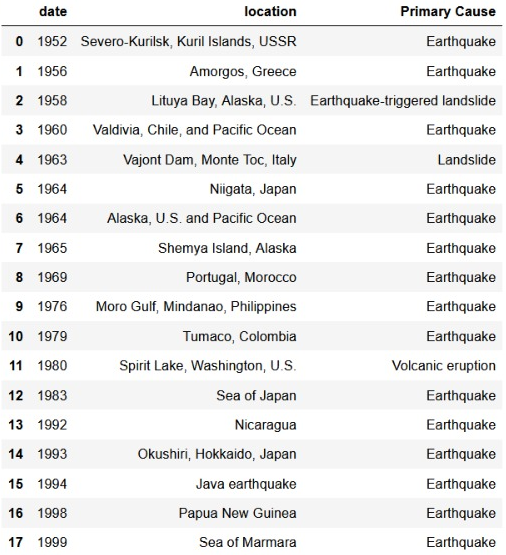 date location Primary Cause
0 1952 Severo-Kurilsk, Kuril Islands, USSR Earthquake
1 1956 Amorgos, Greece Earthquake
2 1958 Lituya Bay, Alaska, U.S. Earthquake-triggered landslide
3 1960 Valdivia, Chile, and Pacific Ocean Earthquake
4 1963 Vajont Dam, Monte Toc, Italy Landslide
5 1964 Niigata, Japan Earthquake
6 1964 Alaska, U.S. and Pacific Ocean Earthquake
7 1965 Shemya Island, Alaska Earthquake
8 1969 Portugal, Morocco Earthquake
9 1976 Moro Gulf, Mindanao, Philippines Earthquake
10 1979 Tumaco, Colombia Earthquake
11 1980 Spirit Lake, Washington, U.S. Volcanic eruption
12 1983 Sea of Japan Earthquake
13 1992 Nicaragua Earthquake
14 1993 Okushiri, Hokkaido, Japan Earthquake
15 1994 Java earthquake Earthquake
16 1998 Papua New Guinea Earthquake
17 1999 Sea of Marmara Earthquake